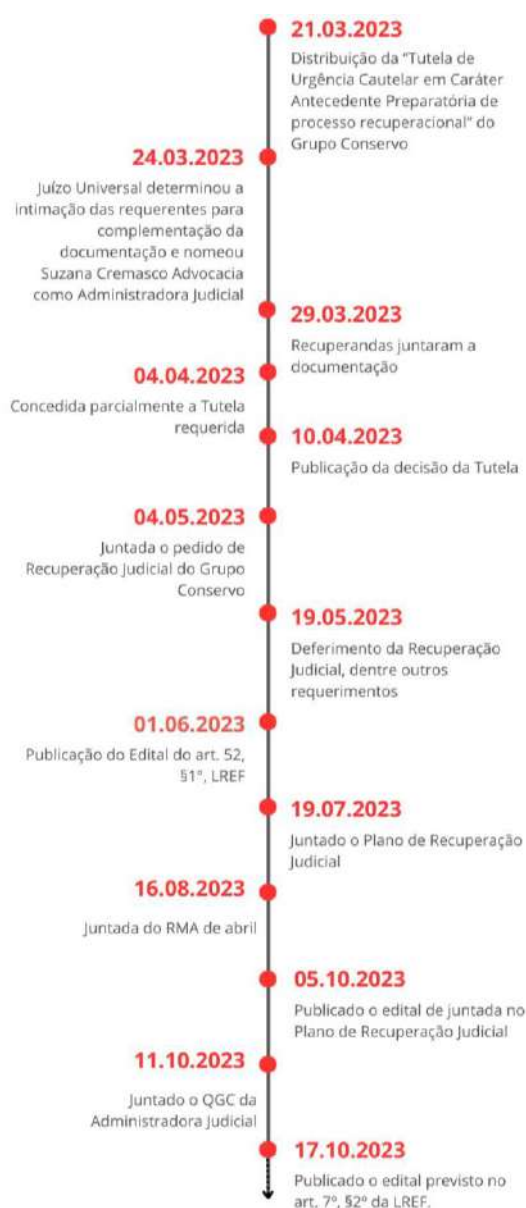 21.03.2023
Distribuição da "Tutela de
Urgência Cautelar em Caráter
Antecedente Preparatória de
processo recuperacional" do
Grupo Conservo
24.03.2023
Juízo Universal determinou a
intimação das requerentes para
complementação da
documentação e nomeou
Suzana Cremasco Advocacia
como Administradora Judicial
29.03.2023
Recuperandas juntaram a
documentação
04.04.2023
Concedida parcialmente a Tutela
requerida
10.04.2023
Publicação da decisão da Tutela
04.05.2023
Juntada o pedido de
Recuperação Judicial do Grupo
Conservo
19.05.2023
Deferimento da Recuperação
Judicial, dentre outros
requerimentos
01.06.2023
Publicação do Edital do art. 52,
§1º, LREF
19.07.2023
Juntado o Plano de Recuperação
Judicial
16.08.2023
Juntada do RMA de abril
05.10.2023
Publicado o edital de juntada no
Plano de Recuperação Judicial
11.10.2023
Juntado o QGC da
Administradora Judicial
17.10.2023
Publicado o edital previsto no
art. 7º, §2º da LREF.